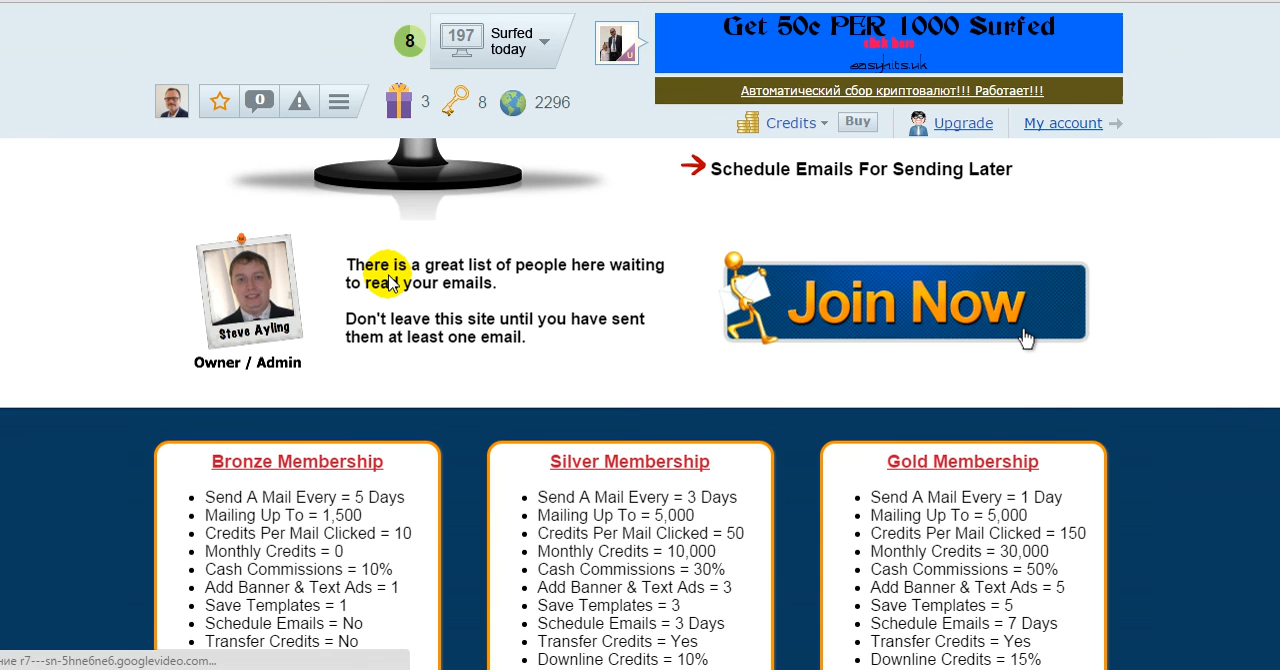 8
197
Surfed
today
Get 50c PER 1000 Surfed
click here
easyhits.uk
0
3
8
2296
Автоматический сбор криптовалют!!! Работает!!!
Credits
Buy
Upgrade
My account
Schedule Emails For Sending Later
There is a great list of people here waiting
to read your emails.
Don't leave this site until you have sent
them at least one email.
Steve Ayling
Owner / Admin
Join Now
Bronze Membership
Send A Mail Every = 5 Days
Mailing Up To = 1,500
Credits Per Mail Clicked = 10
Monthly Credits = 0
Cash Commissions = 10%
Add Banner & Text Ads = 1
Save Templates = 1
Schedule Emails = No
Transfer Credits = No
Silver Membership
Send A Mail Every = 3 Days
Mailing Up To = 5,000
Credits Per Mail Clicked = 50
Monthly Credits = 10,000
Cash Commissions = 30%
Add Banner & Text Ads = 3
Save Templates = 3
Schedule Emails = 3 Days
Transfer Credits = Yes
Downline Credits = 10%
Gold Membership
Send A Mail Every = 1 Day
Mailing Up To = 5,000
Credits Per Mail Clicked = 150
Monthly Credits = 30,000
Cash Commissions = 50%
Add Banner & Text Ads = 5
Save Templates = 5
Schedule Emails = 7 Days
Transfer Credits = Yes
Downline Credits = 15%
ние r7---sn-5hne6ne6.googlevideo.com...